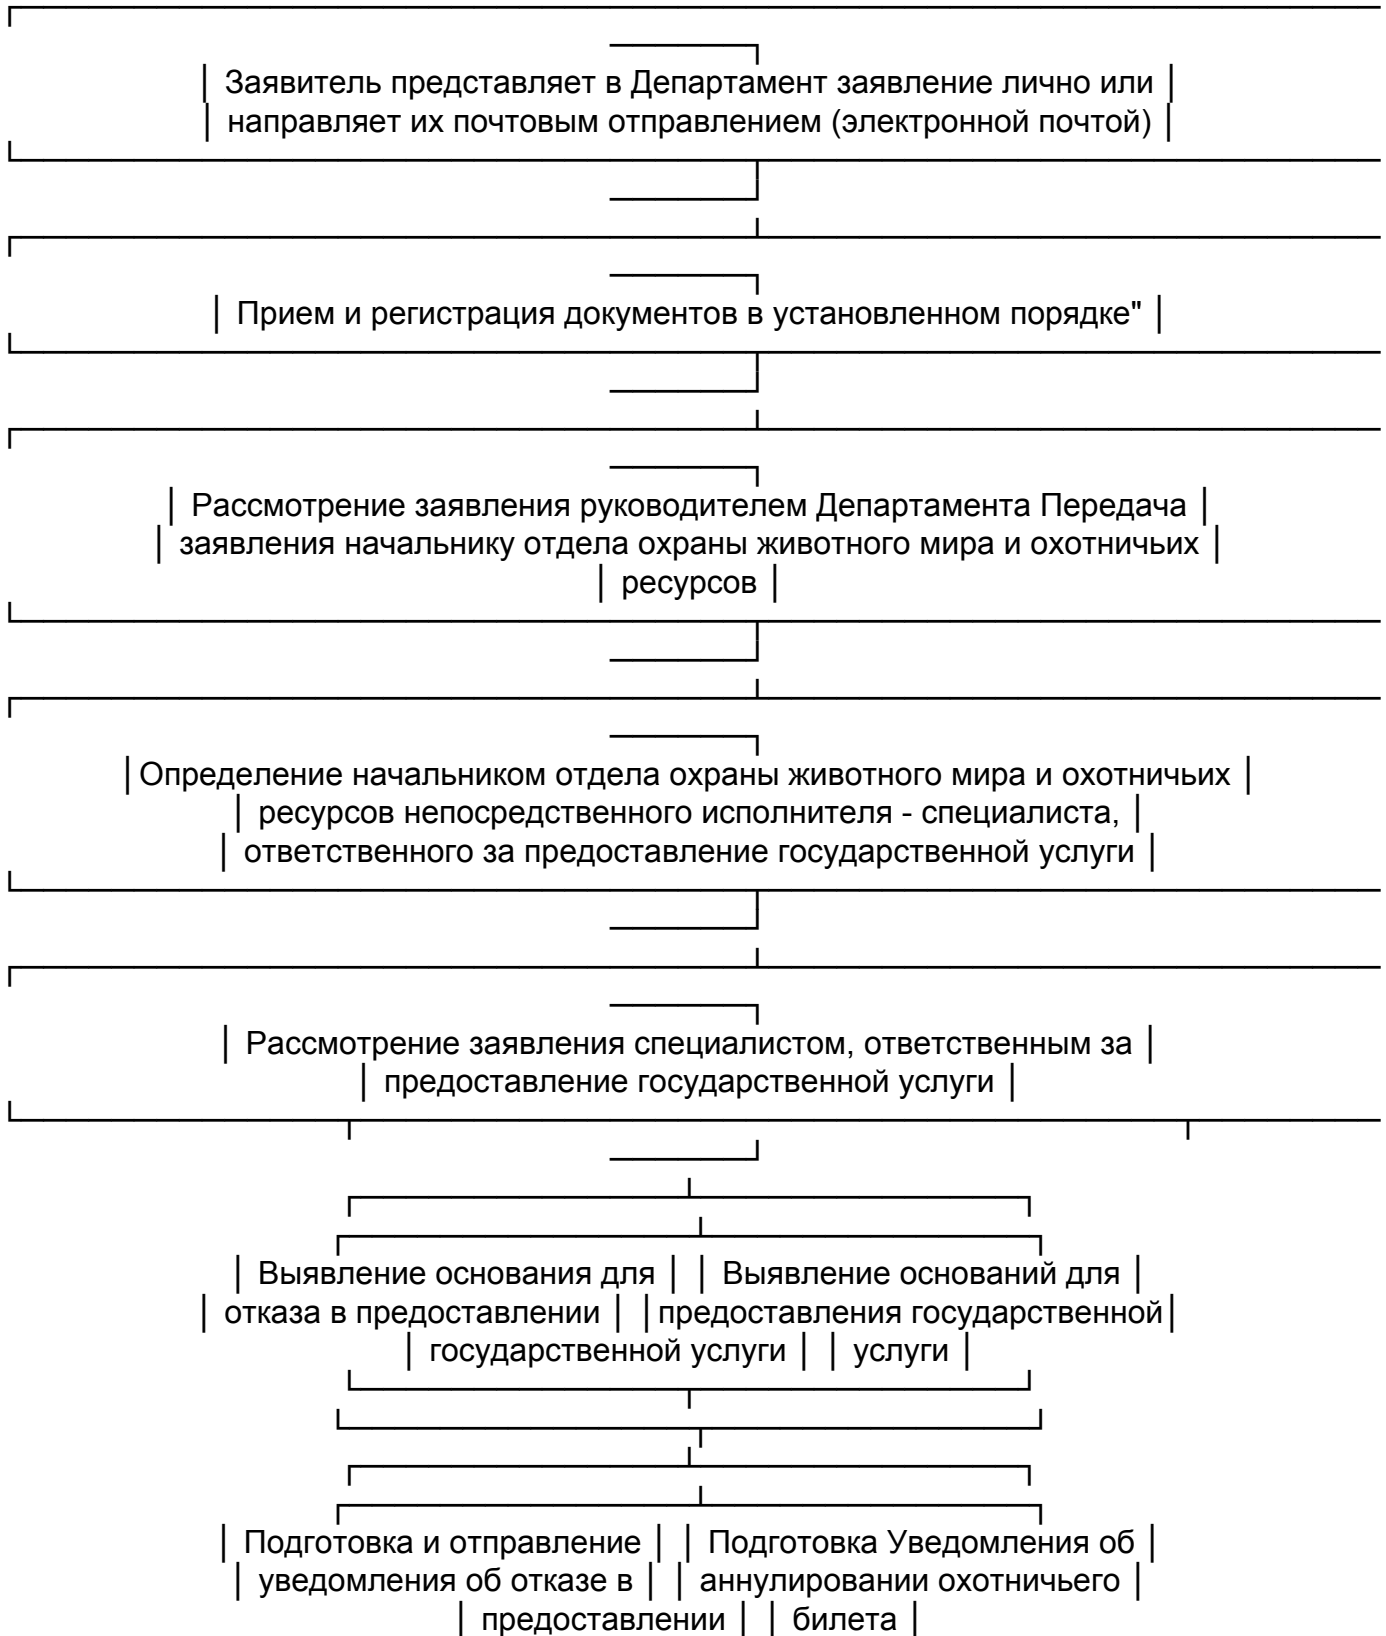 Заявитель представляет в Департамент заявление лично или
направляет их почтовым отправлением (электронной почтой)
Прием и регистрация документов в установленном порядке"
Рассмотрение заявления руководителем Департамента Передача
заявления начальнику отдела охраны животного мира и охотничьих
ресурсов
Определение начальником отдела охраны животного мира и охотничьих
ресурсов непосредственного исполнителя - специалиста,
ответственного за предоставление государственной услуги
Рассмотрение заявления специалистом, ответственным за
предоставление государственной услуги
Выявление основания для | | Выявление оснований для
отказа в предоставлении | | предоставления государственной
государственной услуги | | услуги
Подготовка и отправление | | Подготовка Уведомления об
уведомления об отказе в | | аннулировании охотничьего
предоставлении | | билета